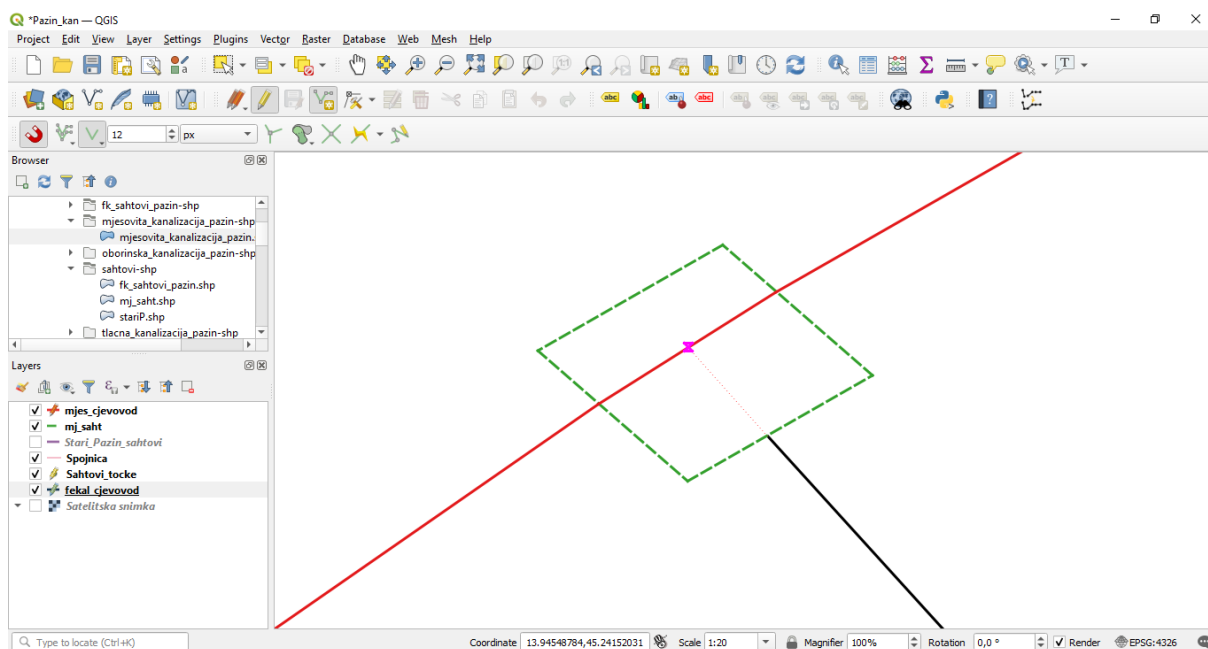 *Pazin_kan — QGIS
Project Edit View Layer Settings Plugins Vector Raster Database Web Mesh Help
12 px
Browser
fk_sahtovi_pazin-shp
mjesovita_kanalizacija_pazin-shp
mjesovita_kanalizacija_pazin.
oborinska_kanalizacija_pazin-shp
sahtovi-shp
fk_sahtovi_pazin.shp
mj_saht.shp
stariP.shp
tlacna_kanalizacija_pazin-shp
Layers
mjes_cjevovod
mj_saht
Stari_Pazin_sahtovi
Spojnica
Sahtovi_tocke
fekal_cjevovod
Satelitska snimka
Type to locate (Ctrl+K) Coordinate 13.94548784,45.24152031 Scale 1:20 Magnifier 100% Rotation 0,0 ° Render EPSG:4326